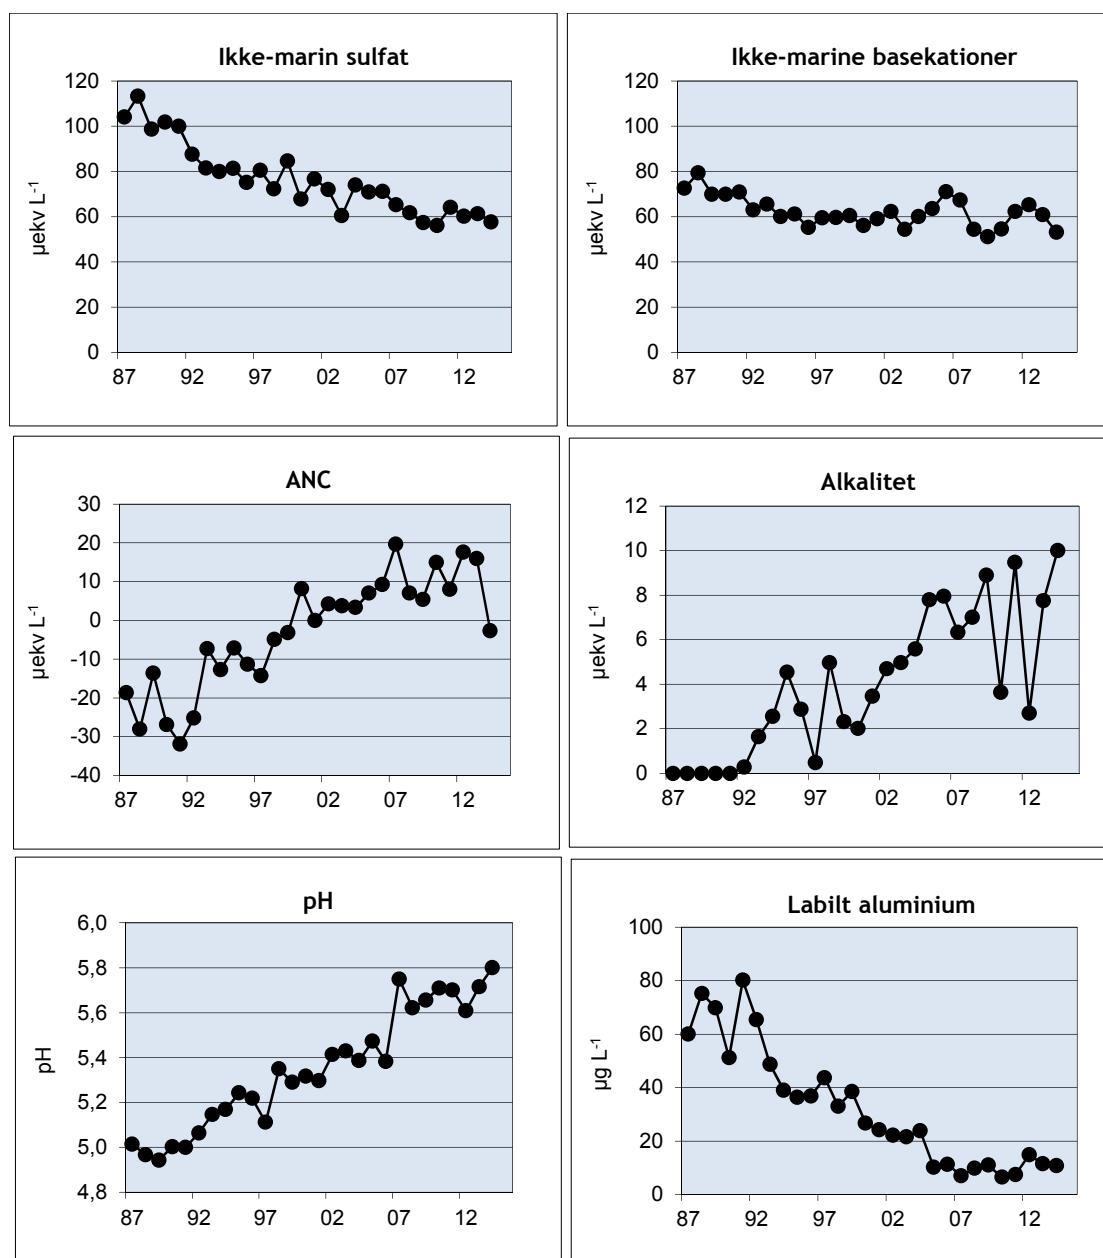 Ikke-marin sulfat
120
100
80
60
40
20
0
µekv L⁻¹
87 92 97 02 07 12
Ikke-marine basekationer
120
100
80
60
40
20
0
µekv L⁻¹
87 92 97 02 07 12
ANC
30
20
10
0
-10
-20
-30
-40
µekv L⁻¹
87 92 97 02 07 12
Alkalitet
12
10
8
6
4
2
0
µekv L⁻¹
87 92 97 02 07 12
pH
6,0
5,8
5,6
5,4
5,2
5,0
4,8
pH
87 92 97 02 07 12
Labilt aluminium
100
80
60
40
20
0
µg L⁻¹
87 92 97 02 07 12